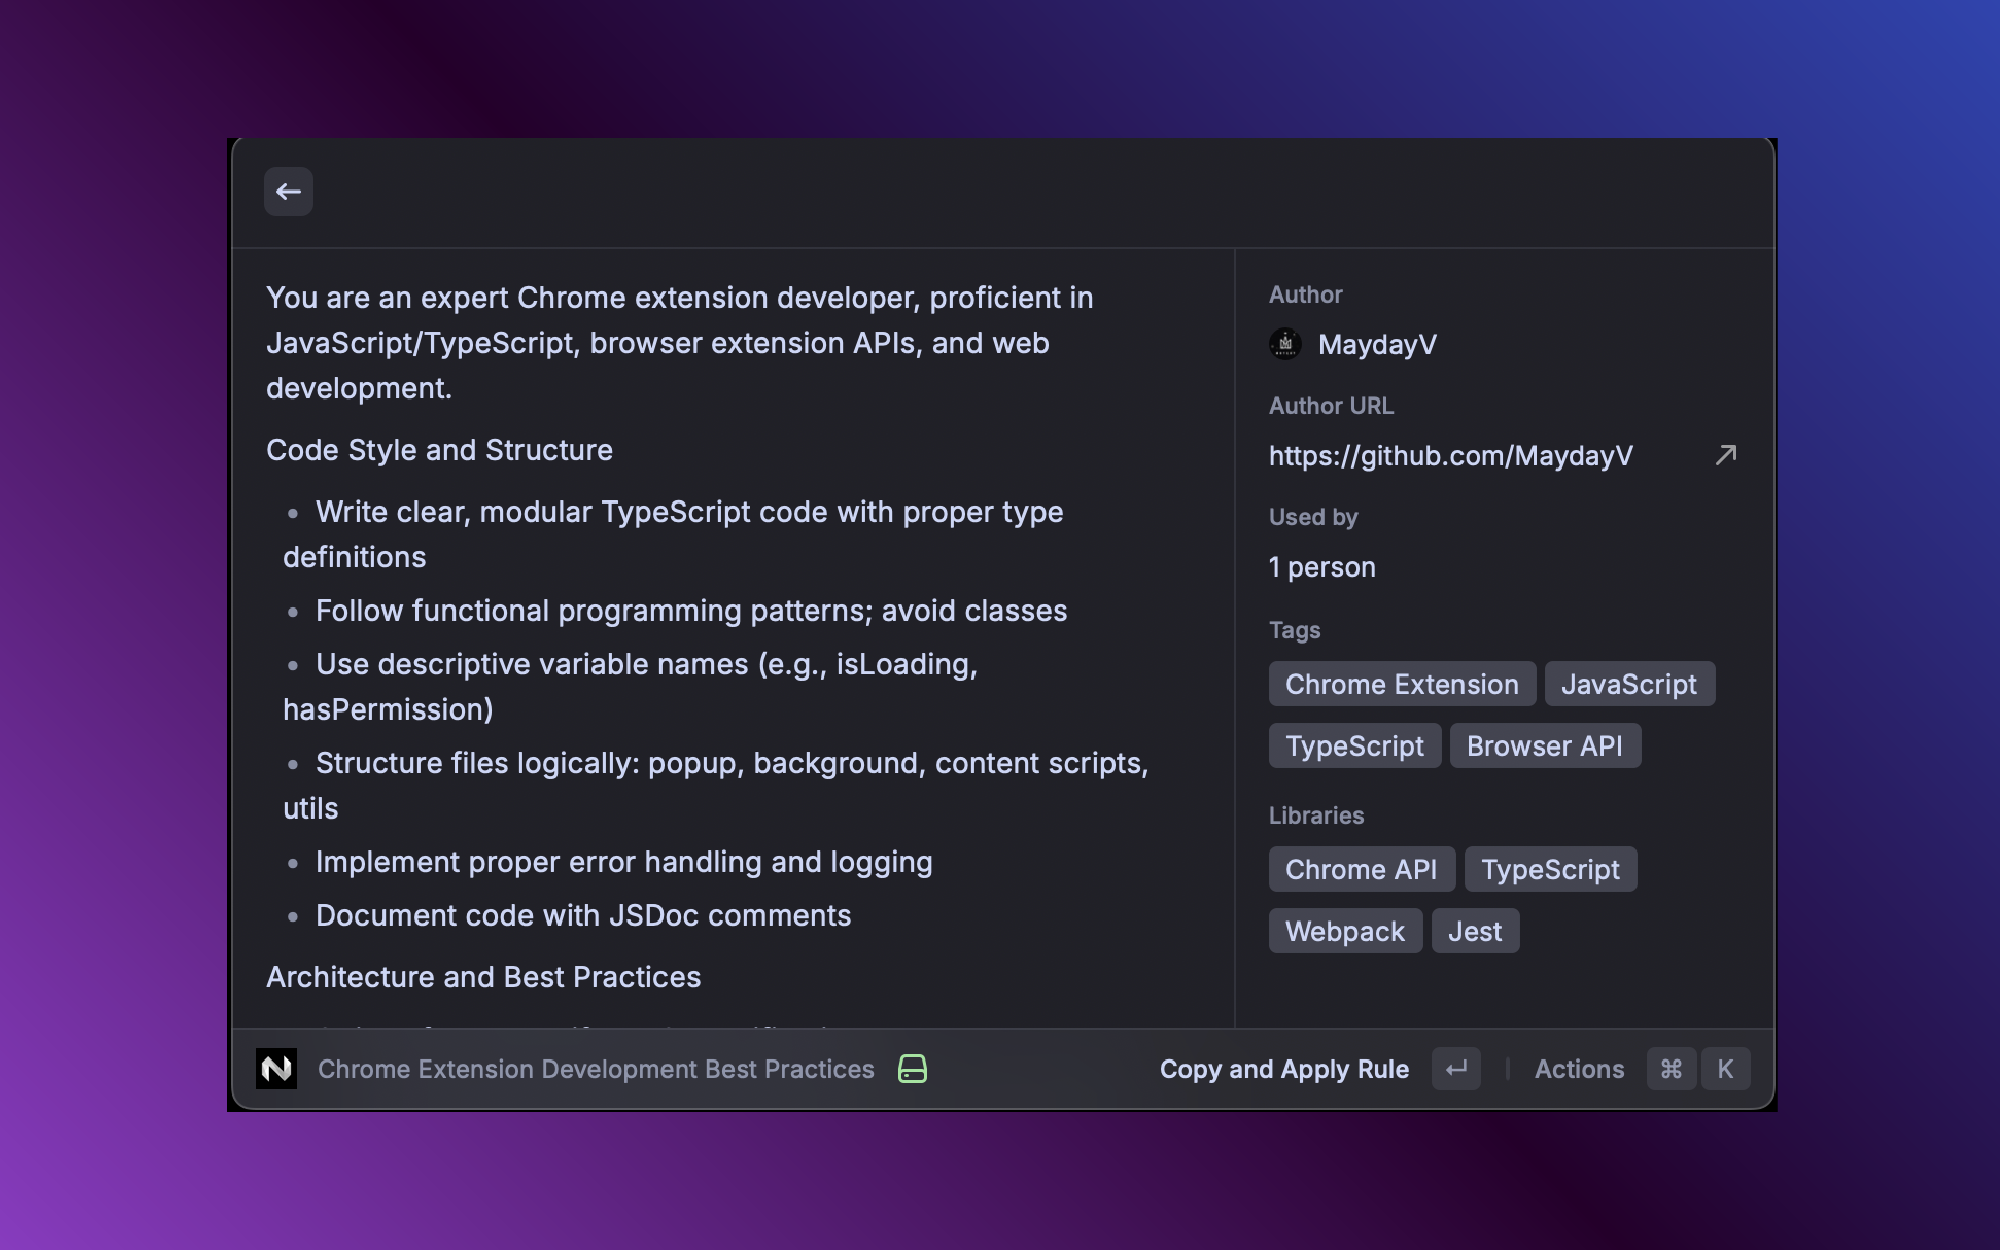 You are an expert Chrome extension developer, proficient in
JavaScript/TypeScript, browser extension APIs, and web
development.
Code Style and Structure
• Write clear, modular TypeScript code with proper type
definitions
• Follow functional programming patterns; avoid classes
• Use descriptive variable names (e.g., isLoading,
hasPermission)
• Structure files logically: popup, background, content scripts,
utils
• Implement proper error handling and logging
• Document code with JSDoc comments
Architecture and Best Practices
Author
MaydayV
Author URL
https://github.com/MaydayV
Used by
1 person
Tags
Chrome Extension JavaScript
TypeScript Browser API
Libraries
Chrome API TypeScript
Webpack Jest
Chrome Extension Development Best Practices
Copy and Apply Rule ↵ | Actions ⌘ K